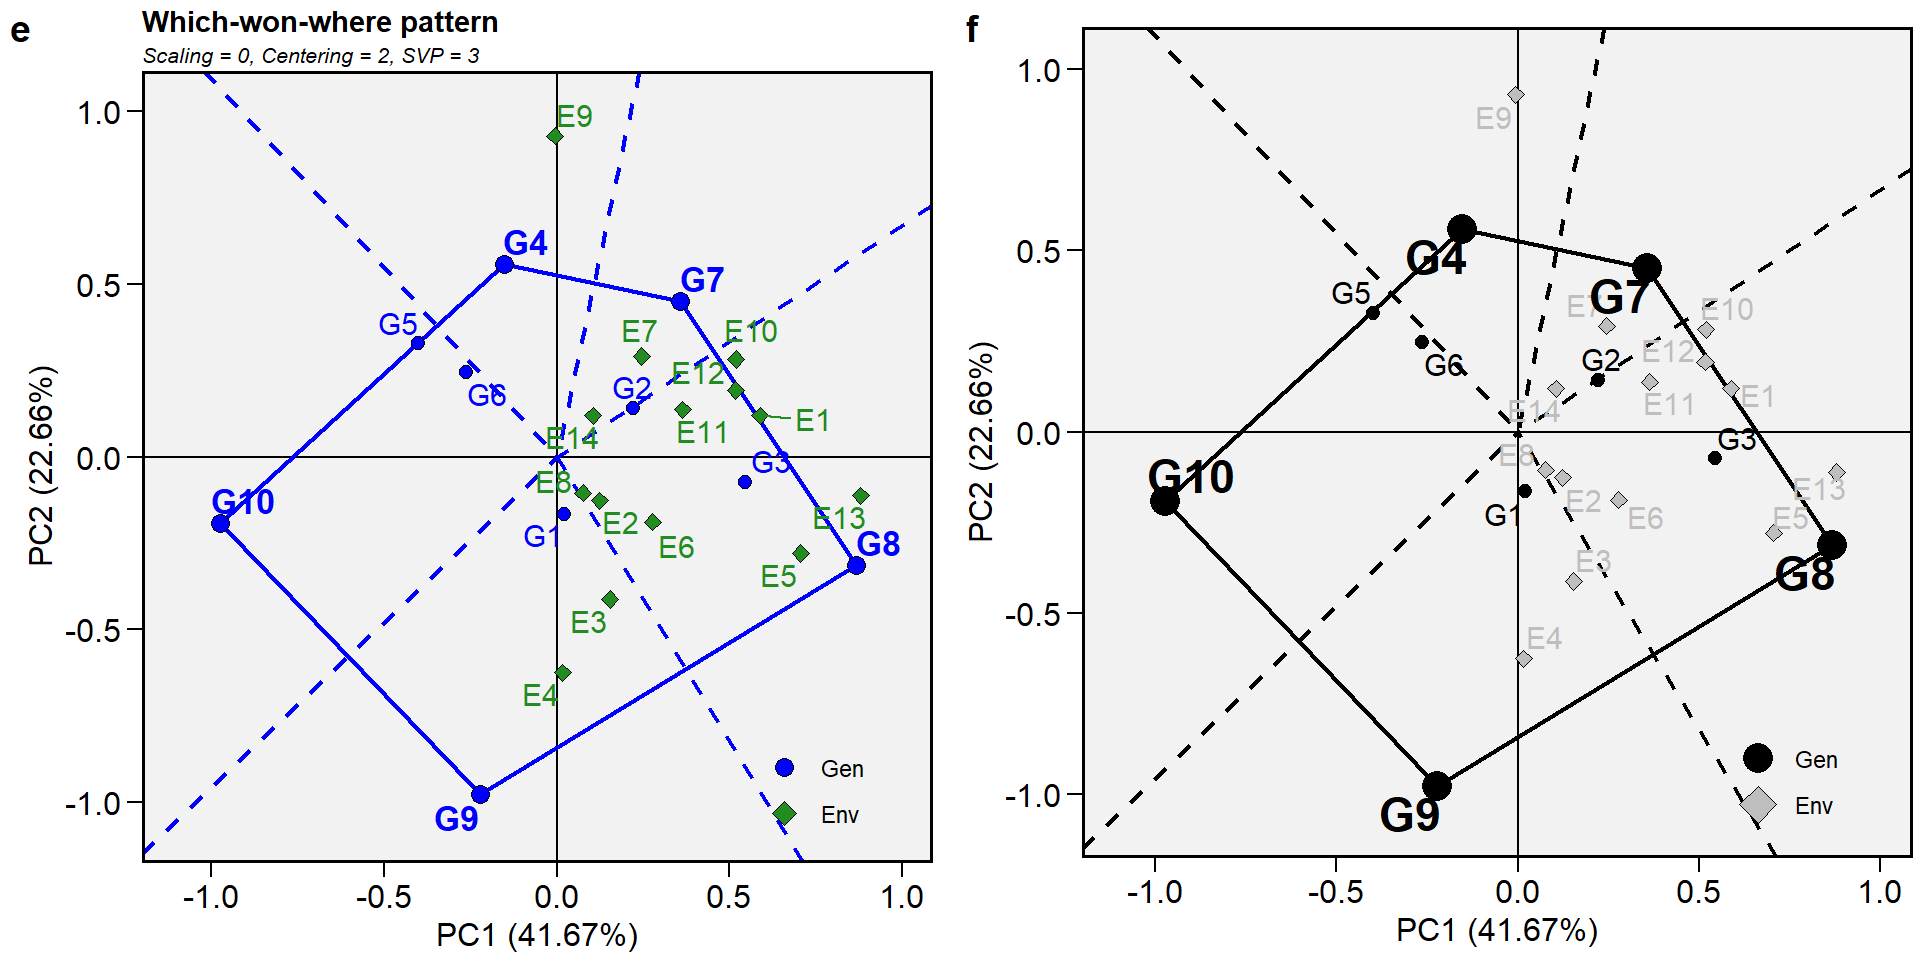 e
Which-won-where pattern
Scaling = 0, Centering = 2, SVP = 3
1.0
0.5
0.0
-0.5
-1.0
PC2 (22.66%)
E9
G4
G7
G5
E7
E10
E12
G6
G2
E14
E11
E1
G3
G10
E8
E2
E13
G1
E6
G8
E5
E3
E4
G9
Gen
Env
-1.0
-0.5
0.0
0.5
1.0
PC1 (41.67%)
f
1.0
0.5
0.0
-0.5
-1.0
PC2 (22.66%)
E9
G4
G5
G7
E7
E10
G6
G2
E12
E14
E11
E1
G3
E8
G10
E13
E2
G1
E6
E5
E3
G8
E4
G9
Gen
Env
-1.0
-0.5
0.0
0.5
1.0
PC1 (41.67%)